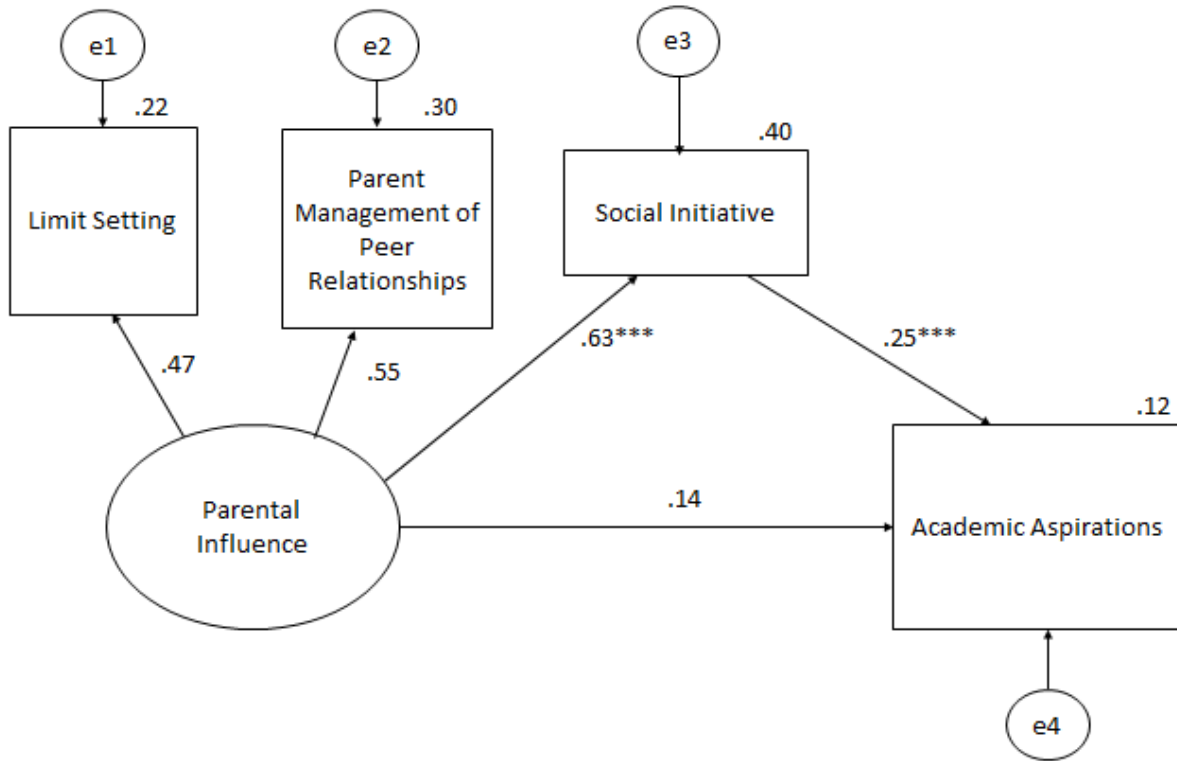 e1
e2
e3
.22
.30
.40
Limit Setting
Parent
Management of
Peer
Relationships
Social Initiative
.47
.55
.63***
.25***
.12
Parental
Influence
.14
Academic Aspirations
e4